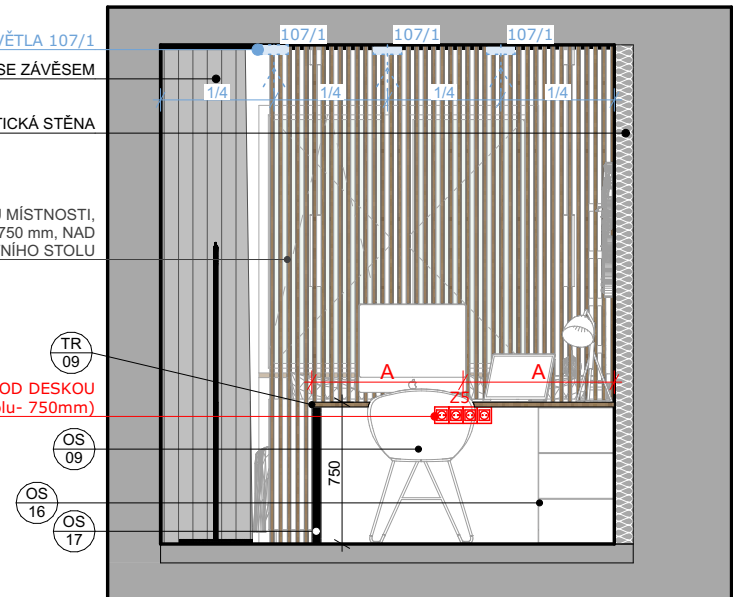 107/1
107/1
107/1
VĚTLA 107/1
SE ZÁVĚSEM
1/4
1/4
1/4
1/4
TICKÁ STĚNA
MÍSTNOSTI,
750 mm, NAD
NÍHO STOLU
TR
09
A
A
OD DESKOU
olu- 750mm)
Z5
OS
09
750
OS
16
OS
17